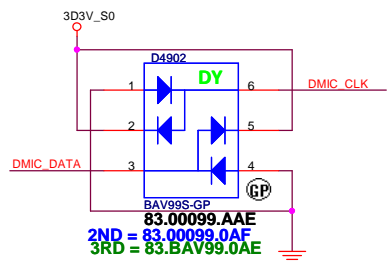 3D3V_S0
D4902
DY
1
6
DMIC_CLK
2
5
DMIC_DATA
3
4
GP
BAV99S-GP
83.00099.AAE
2ND = 83.00099.0AF
3RD = 83.BAV99.0AE